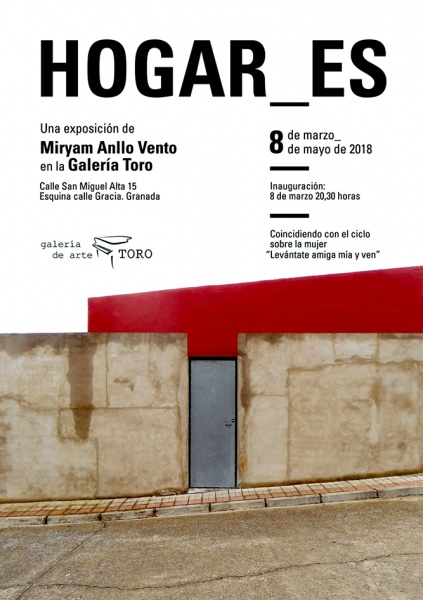 HOGAR_ES
Una exposición de
Miryam Anllo Vento
en la Galería Toro
Calle San Miguel Alta 15
Esquina calle Gracia. Granada
galería
de arte TORO
8 de marzo_
de mayo de 2018
Inauguración:
8 de marzo 20,30 horas
Coincidiendo con el ciclo
sobre la mujer
“Levántate amiga mía y ven”